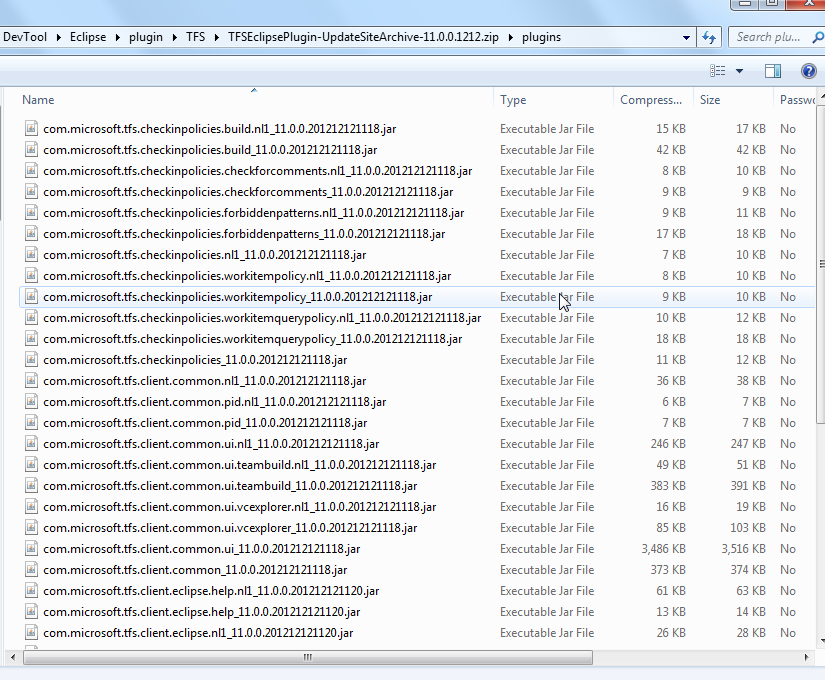 DevTool ▸ Eclipse ▸ plugin ▸ TFS ▸ TFSEclipsePlugin-UpdateSiteArchive-11.0.0.1212.zip ▸ plugins Search plu...
Name Type Compress... Size Passwo
com.microsoft.tfs.checkinpolicies.build.nl1_11.0.0.201212121118.jar Executable Jar File 15 KB 17 KB No
com.microsoft.tfs.checkinpolicies.build_11.0.0.201212121118.jar Executable Jar File 42 KB 42 KB No
com.microsoft.tfs.checkinpolicies.checkforcomments.nl1_11.0.0.201212121118.jar Executable Jar File 8 KB 10 KB No
com.microsoft.tfs.checkinpolicies.checkforcomments_11.0.0.201212121118.jar Executable Jar File 9 KB 9 KB No
com.microsoft.tfs.checkinpolicies.forbiddenpatterns.nl1_11.0.0.201212121118.jar Executable Jar File 9 KB 11 KB No
com.microsoft.tfs.checkinpolicies.forbiddenpatterns_11.0.0.201212121118.jar Executable Jar File 17 KB 18 KB No
com.microsoft.tfs.checkinpolicies.nl1_11.0.0.201212121118.jar Executable Jar File 7 KB 10 KB No
com.microsoft.tfs.checkinpolicies.workitempolicy.nl1_11.0.0.201212121118.jar Executable Jar File 8 KB 10 KB No
com.microsoft.tfs.checkinpolicies.workitempolicy_11.0.0.201212121118.jar Executable Jar File 9 KB 10 KB No
com.microsoft.tfs.checkinpolicies.workitemquerypolicy.nl1_11.0.0.201212121118.jar Executable Jar File 10 KB 12 KB No
com.microsoft.tfs.checkinpolicies.workitemquerypolicy_11.0.0.201212121118.jar Executable Jar File 18 KB 18 KB No
com.microsoft.tfs.checkinpolicies_11.0.0.201212121118.jar Executable Jar File 11 KB 12 KB No
com.microsoft.tfs.client.common.nl1_11.0.0.201212121118.jar Executable Jar File 36 KB 38 KB No
com.microsoft.tfs.client.common.pid.nl1_11.0.0.201212121118.jar Executable Jar File 6 KB 7 KB No
com.microsoft.tfs.client.common.pid_11.0.0.201212121118.jar Executable Jar File 7 KB 7 KB No
com.microsoft.tfs.client.common.ui.nl1_11.0.0.201212121118.jar Executable Jar File 246 KB 247 KB No
com.microsoft.tfs.client.common.ui.teambuild.nl1_11.0.0.201212121118.jar Executable Jar File 49 KB 51 KB No
com.microsoft.tfs.client.common.ui.teambuild_11.0.0.201212121118.jar Executable Jar File 383 KB 391 KB No
com.microsoft.tfs.client.common.ui.vcexplorer.nl1_11.0.0.201212121118.jar Executable Jar File 16 KB 19 KB No
com.microsoft.tfs.client.common.ui.vcexplorer_11.0.0.201212121118.jar Executable Jar File 85 KB 103 KB No
com.microsoft.tfs.client.common.ui_11.0.0.201212121118.jar Executable Jar File 3,486 KB 3,516 KB No
com.microsoft.tfs.client.common_11.0.0.201212121118.jar Executable Jar File 373 KB 374 KB No
com.microsoft.tfs.client.eclipse.help.nl1_11.0.0.201212121120.jar Executable Jar File 61 KB 63 KB No
com.microsoft.tfs.client.eclipse.help_11.0.0.201212121120.jar Executable Jar File 13 KB 14 KB No
com.microsoft.tfs.client.eclipse.nl1_11.0.0.201212121120.jar Executable Jar File 26 KB 28 KB No